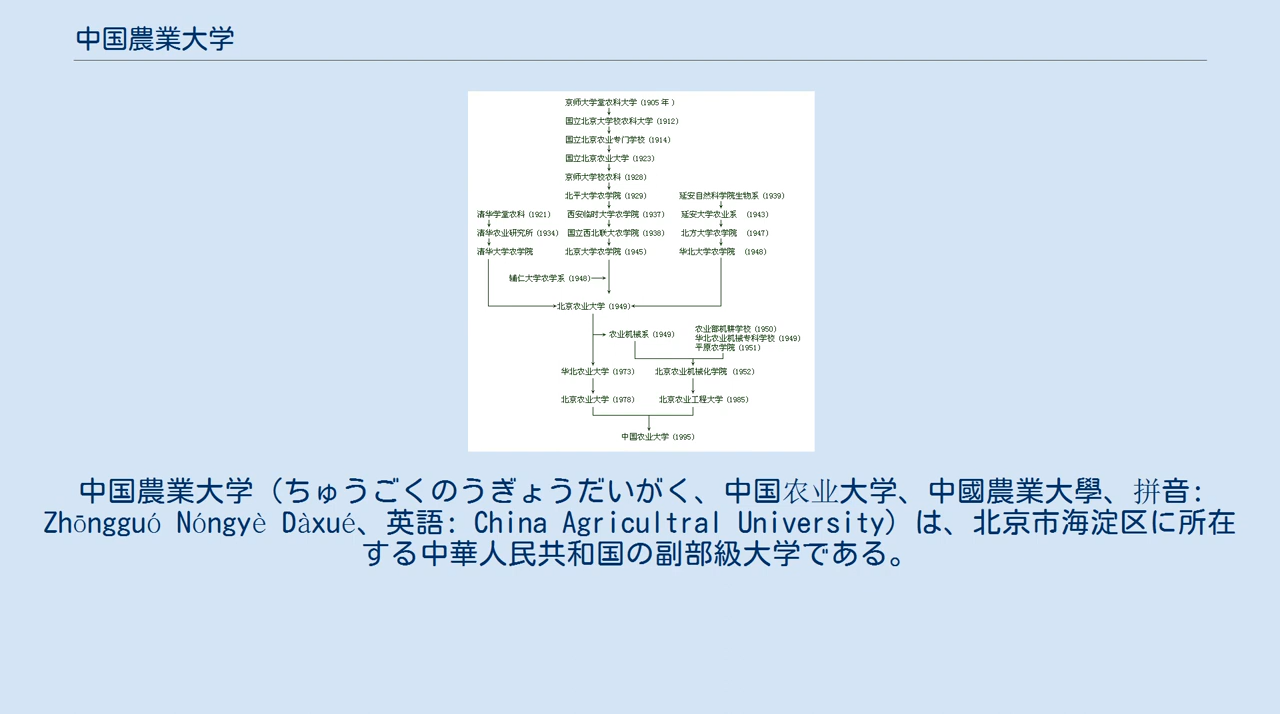 中国農業大学
京师大学堂农科大学 (1905 年 )
国立北京大学校农科大学 (1912)
国立北京农业专门学校 (1914)
国立北京农业大学 (1923)
京师大学校农科 (1928)
北平大学农学院 (1929) 延安自然科学院生物系 (1939)
清华学堂农科 (1921) 西安临时大学农学院 (1937) 延安大学农业系 (1943)
清华农业研究所 (1934) 国立西北联大农学院 (1938) 北方大学农学院 (1947)
清华大学农学院 北京大学农学院 (1945) 华北大学农学院 (1948)
辅仁大学农学系 (1948)
北京农业大学 (1949)
农业机械系 (1949) 农业部机耕学校 (1950)
华北农业机械专科学校 (1949)
平原农学院 (1951)
华北农业大学 (1973) 北京农业机械化学院 (1952)
北京农业大学 (1978) 北京农业工程大学 (1985)
中国农业大学 (1995)
中国農業大学（ちゅうごくのうぎょうだいがく、中国农业大学、中國農業大學、拼音:
Zhōngguó Nóngyè Dàxué、英語: China Agricultral University）は、北京市海淀区に所在
する中華人民共和国の副部級大学である。